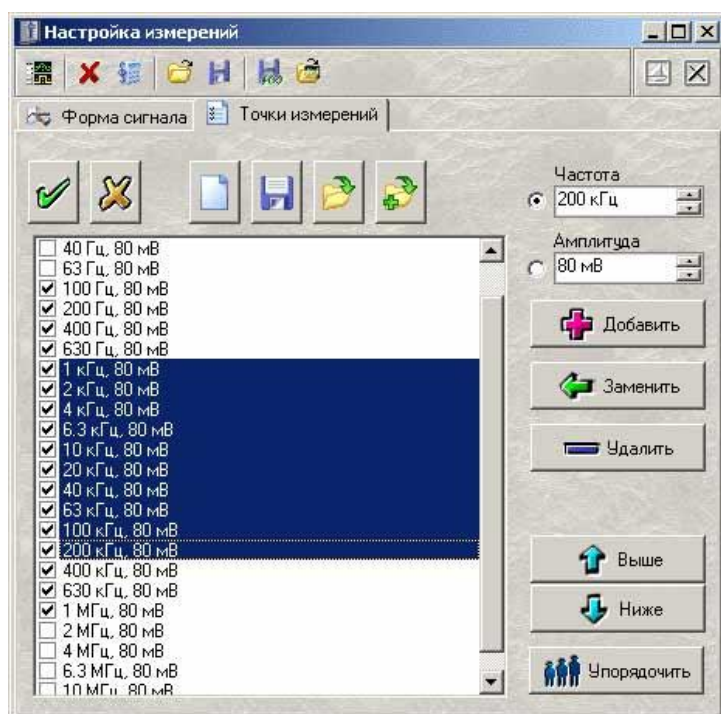 Настройка измерений
Форма сигнала
Точки измерений
Частота
200 кГц
Амплитуда
80 мВ
40 Гц, 80 мВ
63 Гц, 80 мВ
100 Гц, 80 мВ
200 Гц, 80 мВ
400 Гц, 80 мВ
630 Гц, 80 мВ
1 кГц, 80 мВ
2 кГц, 80 мВ
4 кГц, 80 мВ
6.3 кГц, 80 мВ
10 кГц, 80 мВ
20 кГц, 80 мВ
40 кГц, 80 мВ
63 кГц, 80 мВ
100 кГц, 80 мВ
200 кГц, 80 мВ
400 кГц, 80 мВ
630 кГц, 80 мВ
1 МГц, 80 мВ
2 МГц, 80 мВ
4 МГц, 80 мВ
6.3 МГц, 80 мВ
10 МГц, 80 мВ
Добавить
Заменить
Удалить
Выше
Ниже
Упорядочить